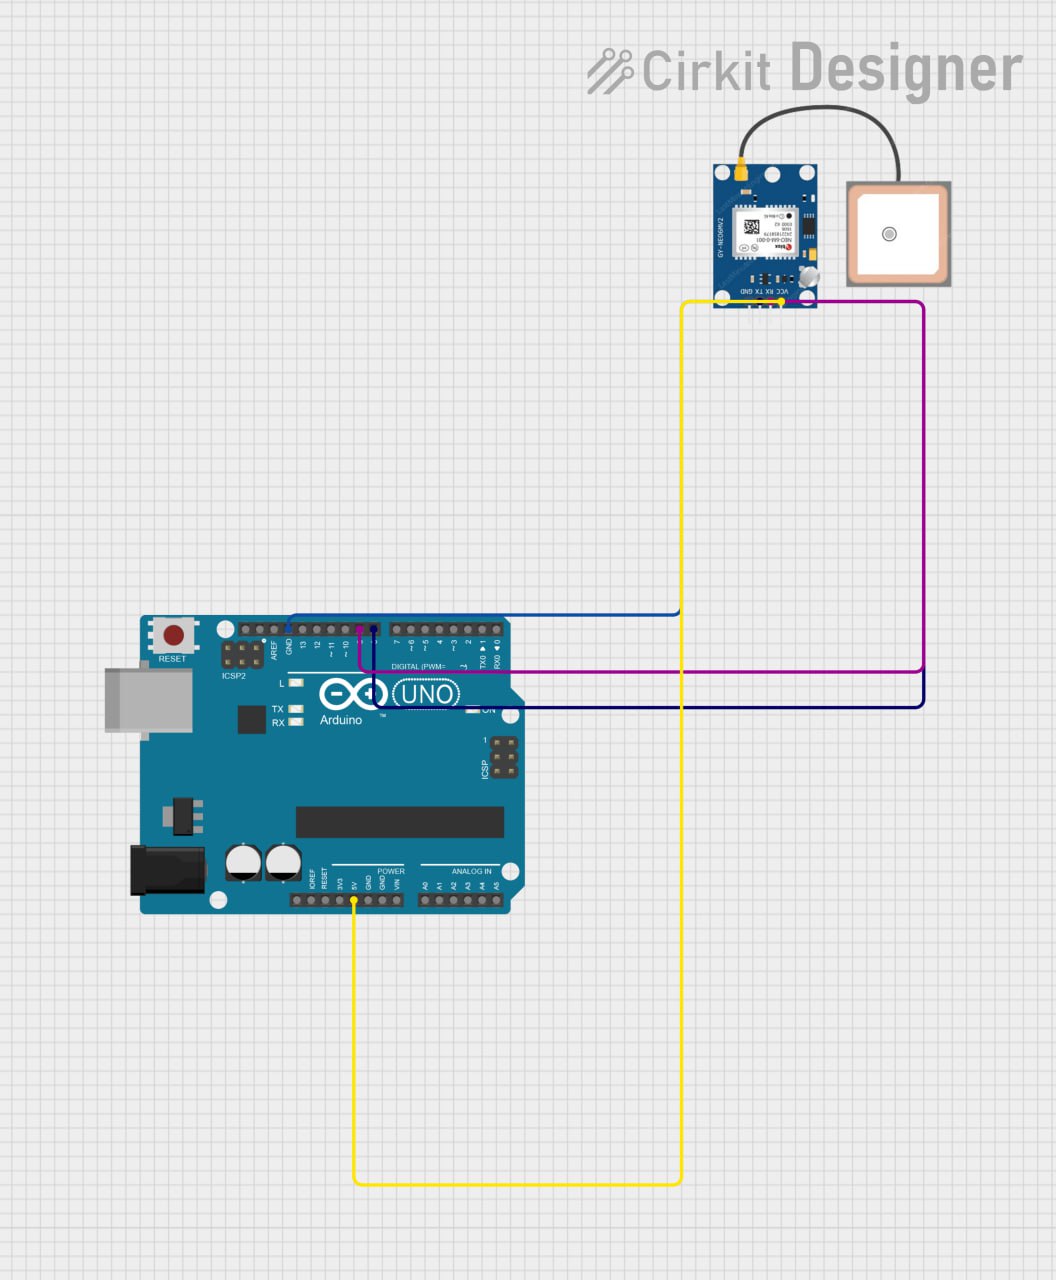 Cirkit Designer
GY-NEO6MV2
NEO-6M-0-001
VCC RX TX GND
RESET
ICSP2
AREF
GND
13
12
~ 11
~ 10
7
~ 6
~ 5
4
~ 3
2
TX0 ▶ 1
RX0 ◀ 0
DIGITAL (PWM=
L
TX
RX
UNO
Arduino
™
ON
1
ICSP
POWER
ANALOG IN
IOREF
RESET
3V3
5V
GND
GND
VIN
A0
A1
A2
A3
A4
A5